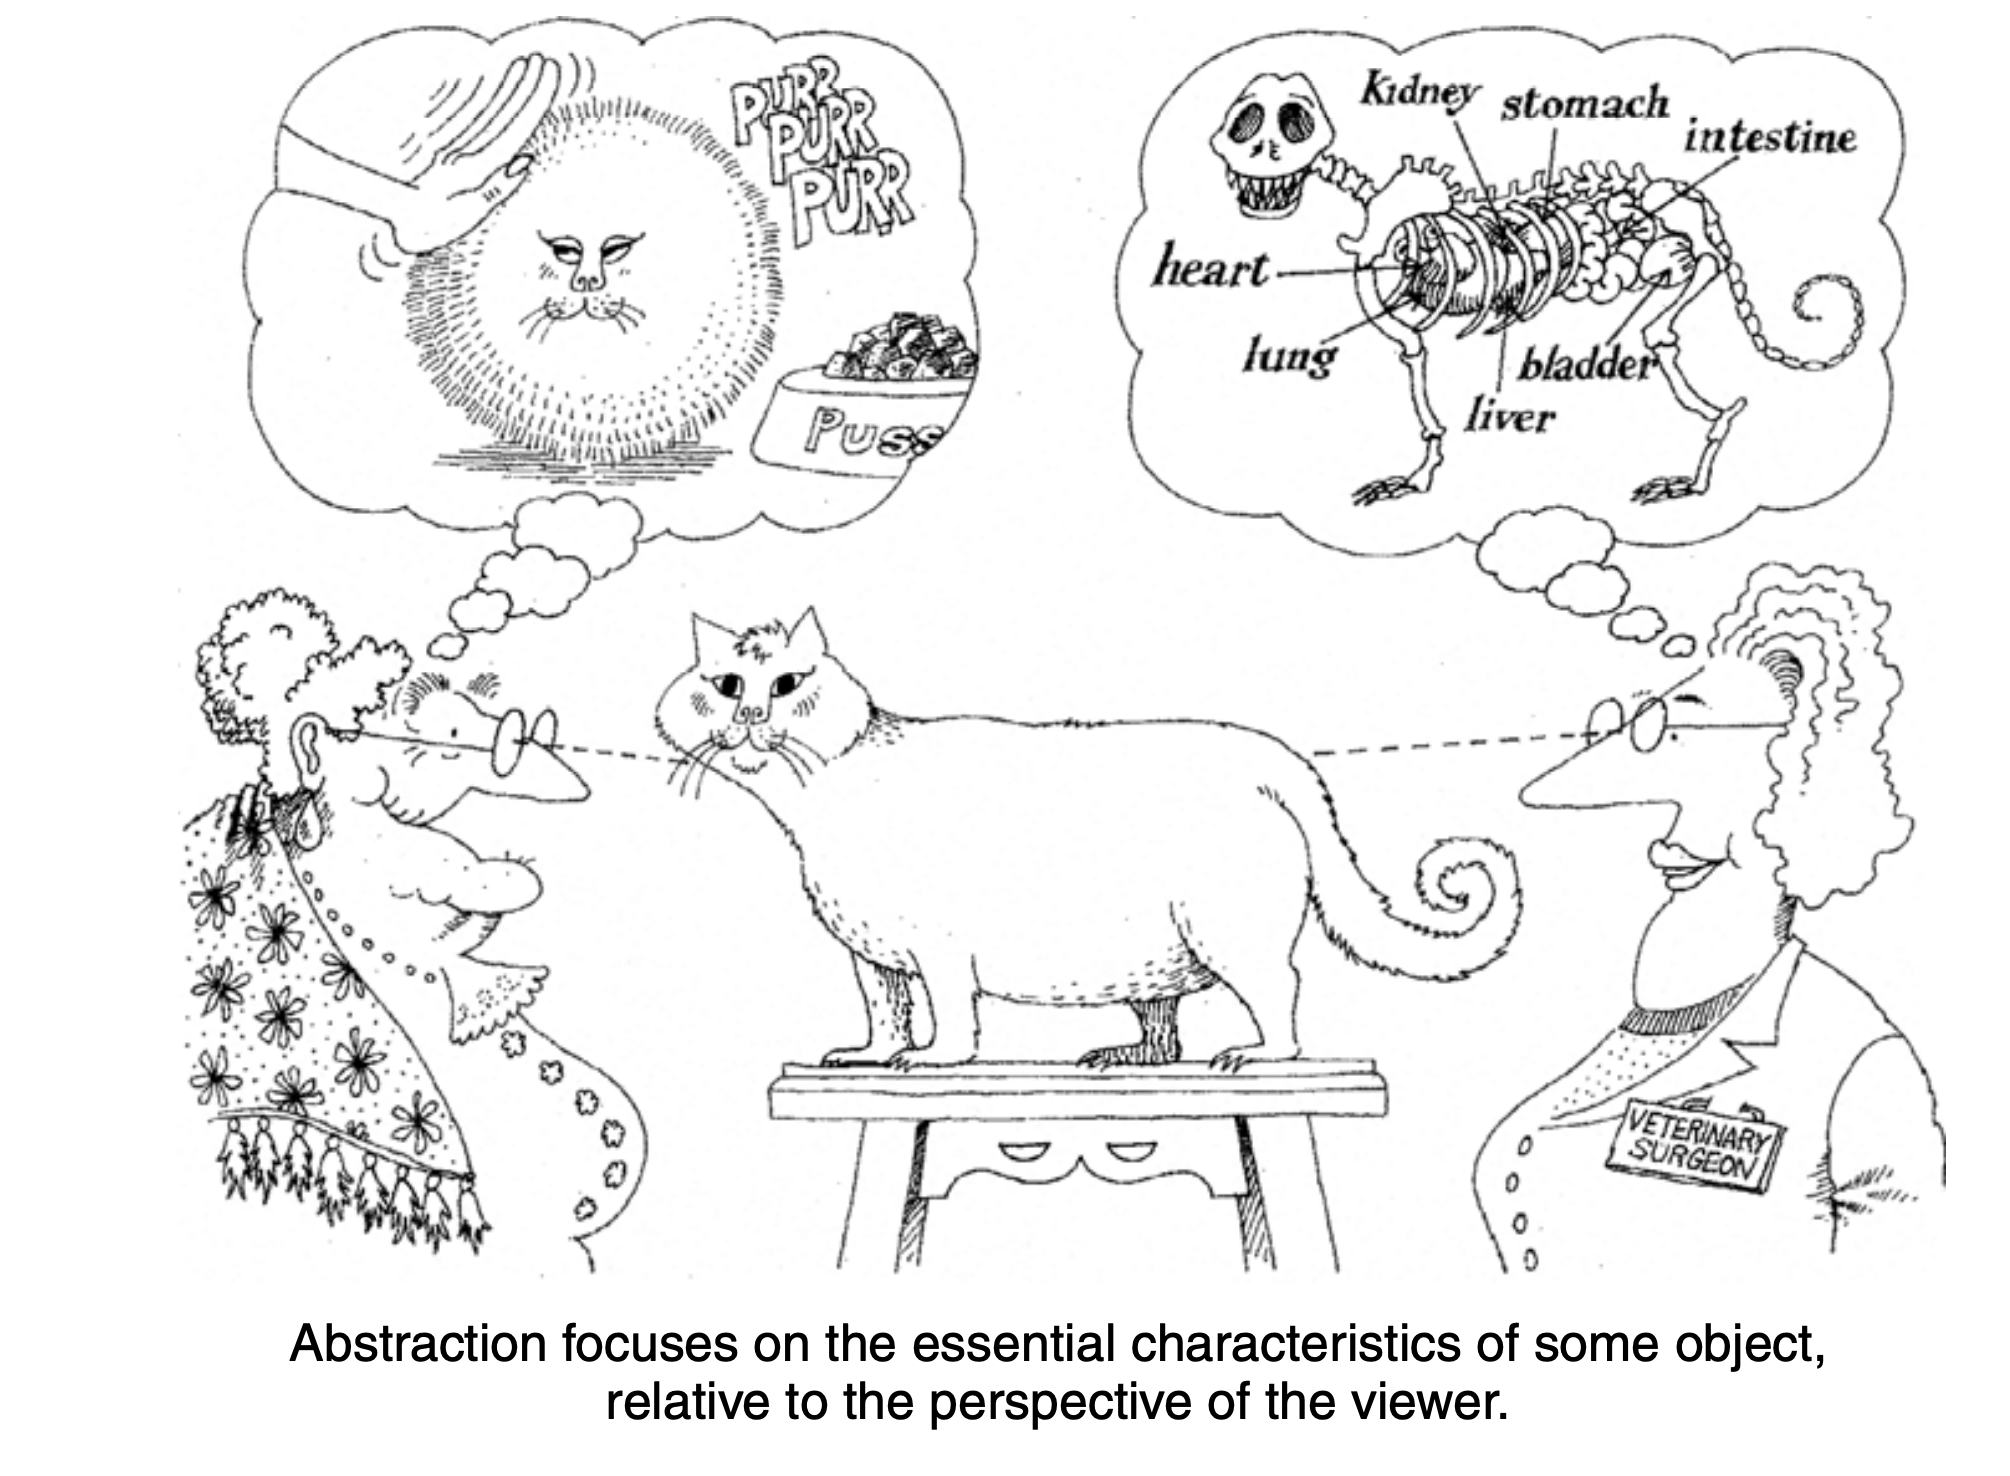 PURR
PURR
PURR
PUSS
Kidney
stomach
intestine
heart
lung
bladder
liver
VETERINARY
SURGEON
Abstraction focuses on the essential characteristics of some object,
relative to the perspective of the viewer.